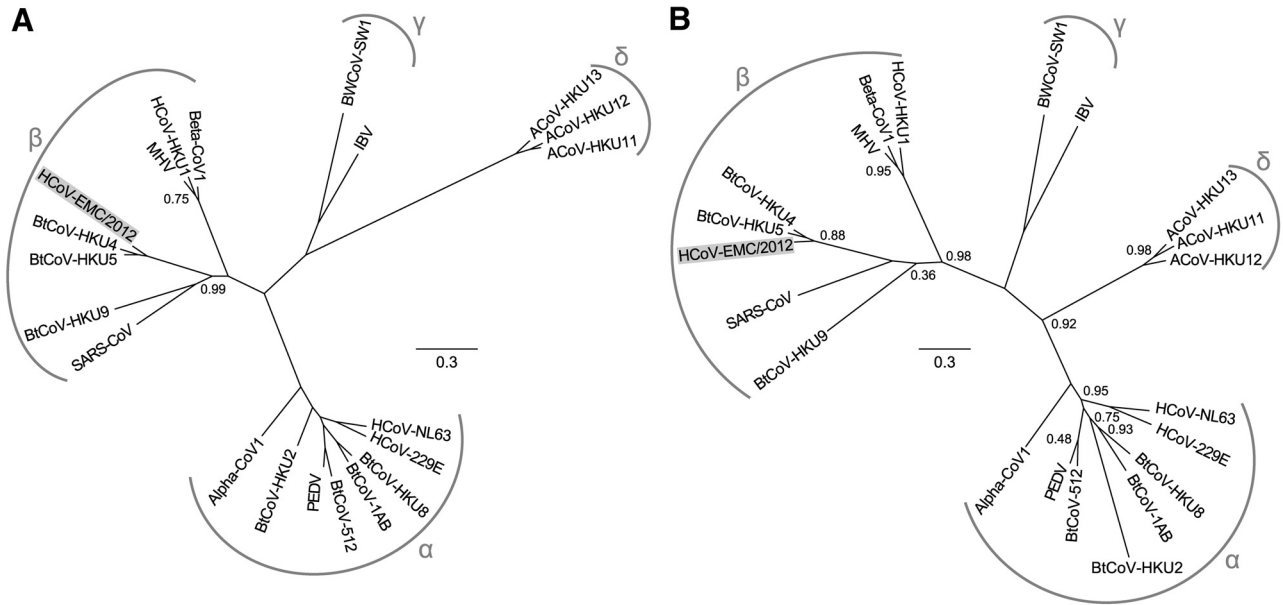 A
γ
BWCoV-SW1
IBV
δ
ACoV-HKU13
ACoV-HKU12
ACoV-HKU11
β
Beta-CoV1
HCoV-HKU1
MHV
0.75
HCoV-EMC/2012
BtCoV-HKU4
BtCoV-HKU5
0.99
BtCoV-HKU9
SARS-CoV
0.3
HCoV-NL63
HCoV-229E
BtCoV-HKU8
BtCoV-1AB
BtCoV-512
PEDV
BtCoV-HKU2
Alpha-CoV1
α
B
γ
BWCoV-SW1
IBV
δ
ACoV-HKU13
ACoV-HKU11
ACoV-HKU12
0.98
β
HCoV-HKU1
Beta-CoV1
MHV
0.95
BtCoV-HKU4
BtCoV-HKU5
0.88
HCoV-EMC/2012
0.98
0.36
SARS-CoV
BtCoV-HKU9
0.3
0.92
0.95
HCoV-NL63
0.75
0.93
HCoV-229E
0.48
BtCoV-HKU8
BtCoV-1AB
BtCoV-HKU2
BtCoV-512
PEDV
Alpha-CoV1
α